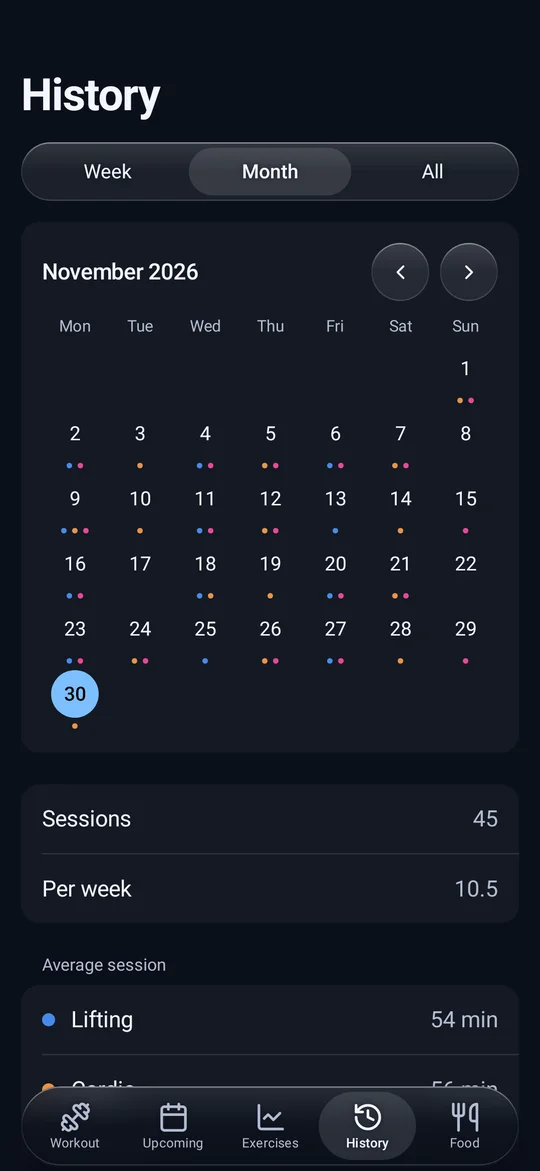 History
Week Month All
November 2026
Mon Tue Wed Thu Fri Sat Sun
1
2 3 4 5 6 7 8
9 10 11 12 13 14 15
16 17 18 19 20 21 22
23 24 25 26 27 28 29
30
Sessions 45
Per week 10.5
Average session
Lifting 54 min
Cardio 56 min
Workout Upcoming Exercises History Food